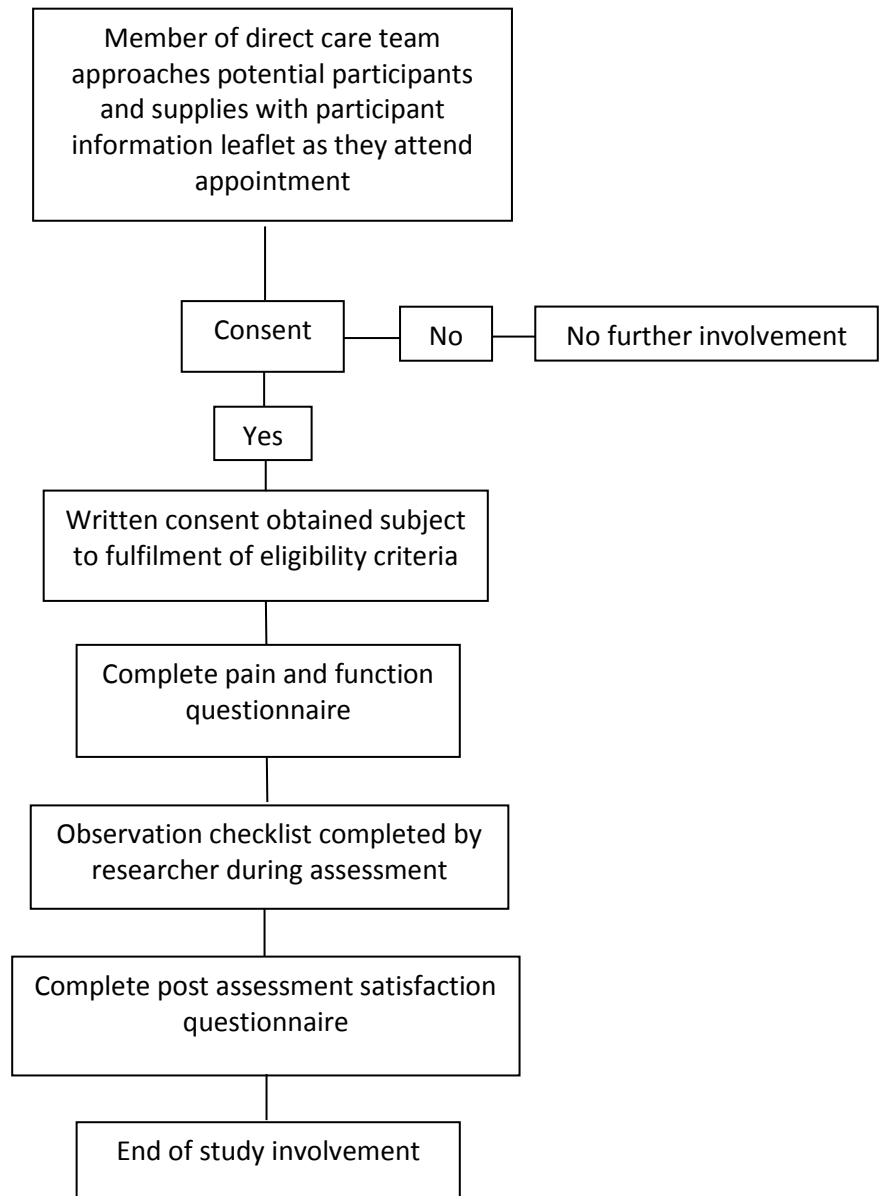 Member of direct care team
approaches potential participants
and supplies with participant
information leaflet as they attend
appointment
Consent
No
No further involvement
Yes
Written consent obtained subject
to fulfilment of eligibility criteria
Complete pain and function
questionnaire
Observation checklist completed by
researcher during assessment
Complete post assessment satisfaction
questionnaire
End of study involvement